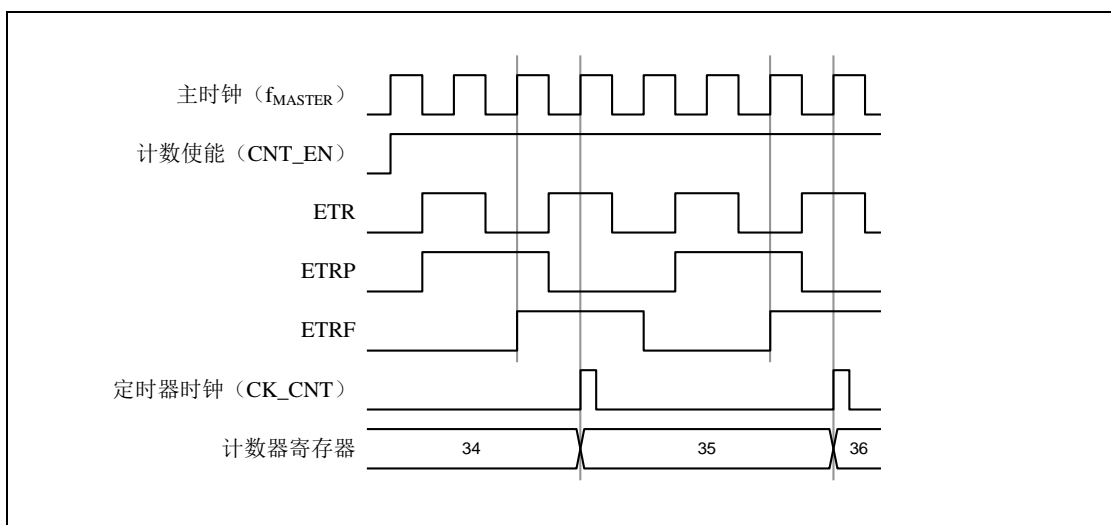 主时钟（fMASTER）
计数使能（CNT_EN）
ETR
ETRP
ETRF
定时器时钟（CK_CNT）
计数器寄存器 34 35 36